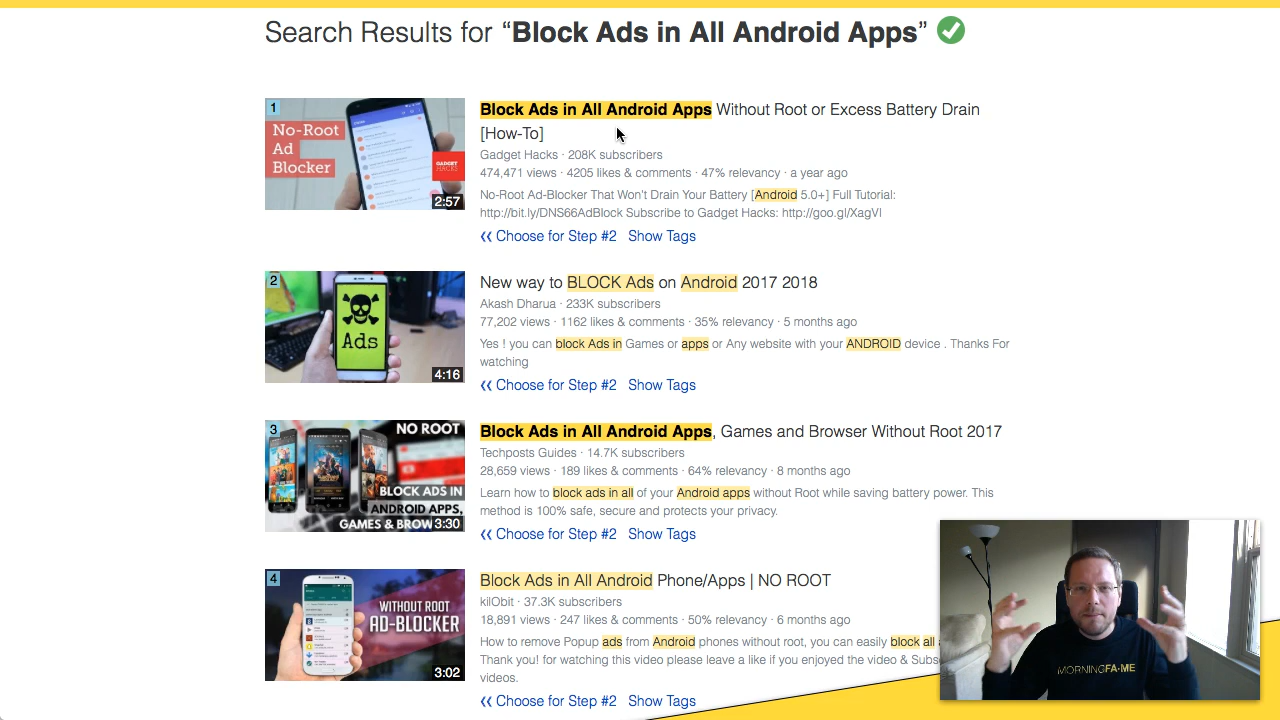 Search Results for “Block Ads in All Android Apps”
1
No-Root
Ad
Blocker
GADGET
HACKS
2:57
Block Ads in All Android Apps Without Root or Excess Battery Drain
[How-To]
Gadget Hacks · 208K subscribers
474,471 views · 4205 likes & comments · 47% relevancy · a year ago
No-Root Ad-Blocker That Won't Drain Your Battery [Android 5.0+] Full Tutorial:
http://bit.ly/DNS66AdBlock Subscribe to Gadget Hacks: http://goo.gl/XagVl
‹‹ Choose for Step #2 Show Tags
2
Ads
4:16
New way to BLOCK Ads on Android 2017 2018
Akash Dharua · 233K subscribers
77,202 views · 1162 likes & comments · 35% relevancy · 5 months ago
Yes ! you can block Ads in Games or apps or Any website with your ANDROID device . Thanks For
watching
‹‹ Choose for Step #2 Show Tags
3
NO ROOT
BLOCK ADS IN
ANDROID APPS,
GAMES & BROW
3:30
Block Ads in All Android Apps, Games and Browser Without Root 2017
Techposts Guides · 14.7K subscribers
28,659 views · 189 likes & comments · 64% relevancy · 8 months ago
Learn how to block ads in all of your Android apps without Root while saving battery power. This
method is 100% safe, secure and protects your privacy.
‹‹ Choose for Step #2 Show Tags
4
WITHOUT ROOT
AD-BLOCKER
3:02
Block Ads in All Android Phone/Apps | NO ROOT
kilObit · 37.3K subscribers
18,891 views · 247 likes & comments · 50% relevancy · 6 months ago
How to remove Popup ads from Android phones without root, you can easily block all
Thank you! for watching this video please leave a like if you enjoyed the video & Subs
videos.
‹‹ Choose for Step #2 Show Tags
MORNINGFAME